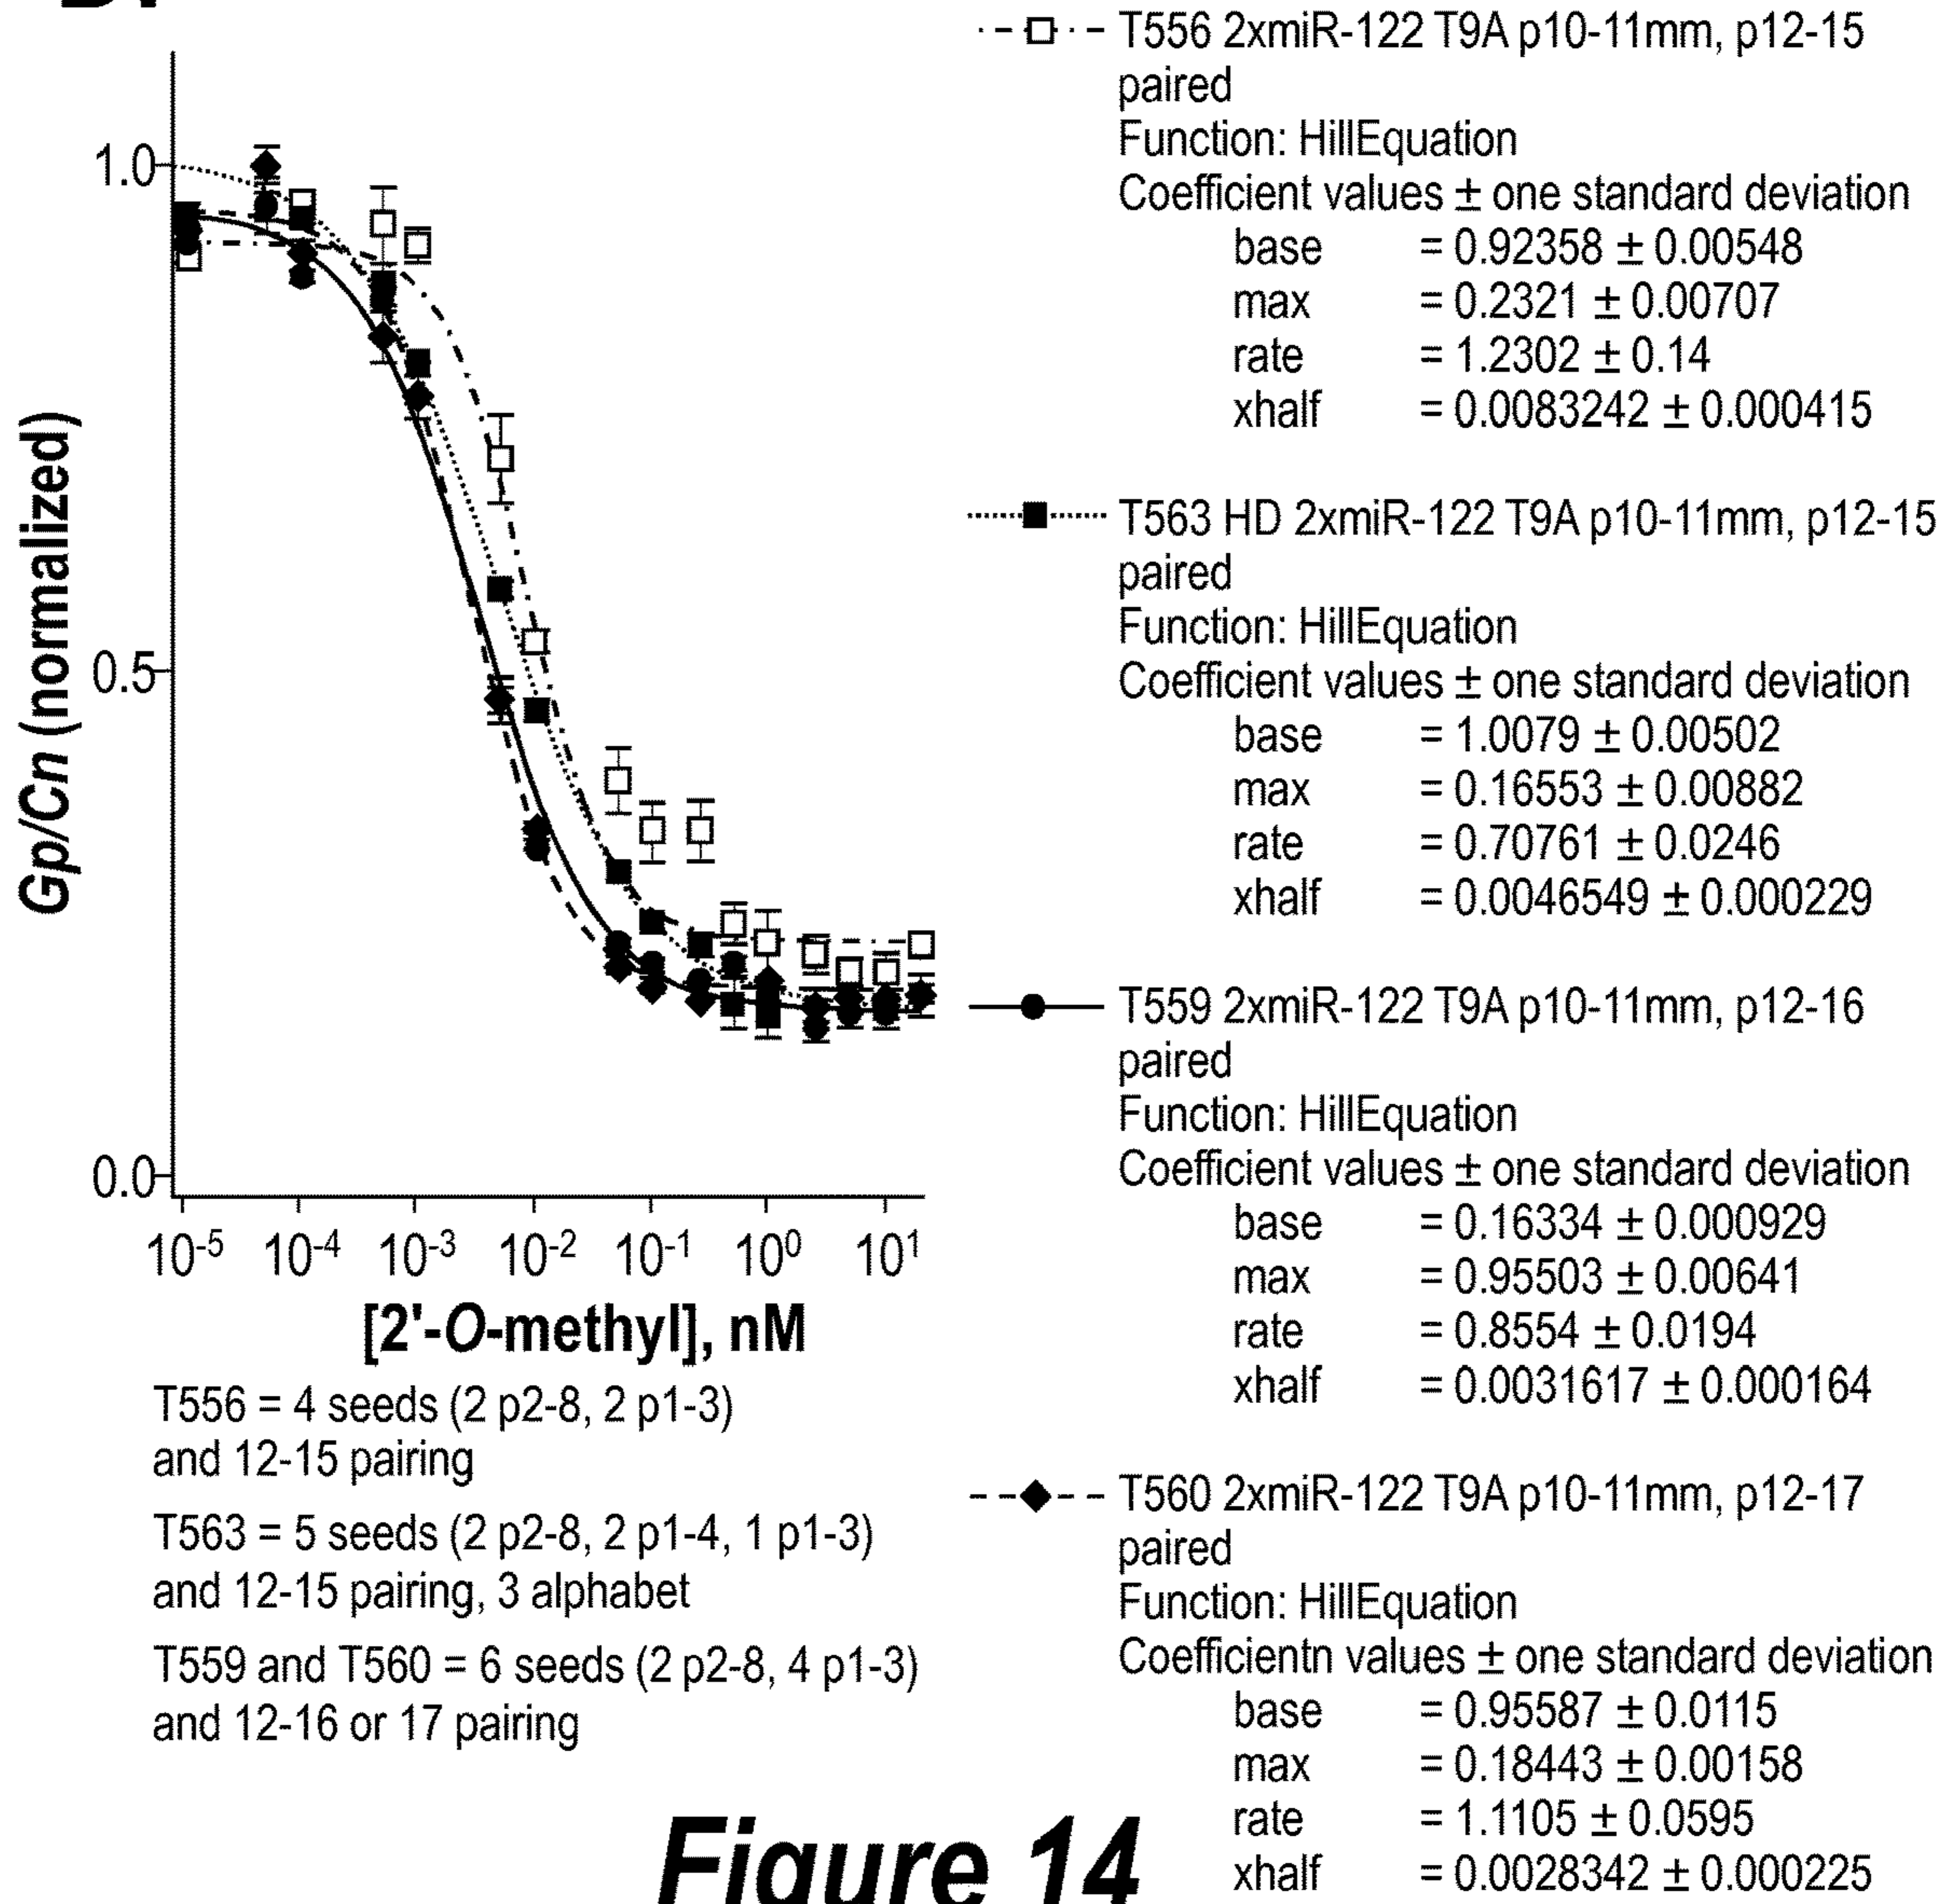 Gp/Cn (normalized)
1.0
0.5
0.0
10⁻⁵ 10⁻⁴ 10⁻³ 10⁻² 10⁻¹ 10⁰ 10¹
[2'-O-methyl], nM
T556 = 4 seeds (2 p2-8, 2 p1-3)
and 12-15 pairing
T563 = 5 seeds (2 p2-8, 2 p1-4, 1 p1-3)
and 12-15 pairing, 3 alphabet
T559 and T560 = 6 seeds (2 p2-8, 4 p1-3)
and 12-16 or 17 pairing
T556 2xmiR-122 T9A p10-11mm, p12-15
paired
Function: HillEquation
Coefficient values ± one standard deviation
base = 0.92358 ± 0.00548
max = 0.2321 ± 0.00707
rate = 1.2302 ± 0.14
xhalf = 0.0083242 ± 0.000415
T563 HD 2xmiR-122 T9A p10-11mm, p12-15
paired
Function: HillEquation
Coefficient values ± one standard deviation
base = 1.0079 ± 0.00502
max = 0.16553 ± 0.00882
rate = 0.70761 ± 0.0246
xhalf = 0.0046549 ± 0.000229
T559 2xmiR-122 T9A p10-11mm, p12-16
paired
Function: HillEquation
Coefficient values ± one standard deviation
base = 0.16334 ± 0.000929
max = 0.95503 ± 0.00641
rate = 0.8554 ± 0.0194
xhalf = 0.0031617 ± 0.000164
T560 2xmiR-122 T9A p10-11mm, p12-17
paired
Function: HillEquation
Coefficientn values ± one standard deviation
base = 0.95587 ± 0.0115
max = 0.18443 ± 0.00158
rate = 1.1105 ± 0.0595
xhalf = 0.0028342 ± 0.000225
Figure 14